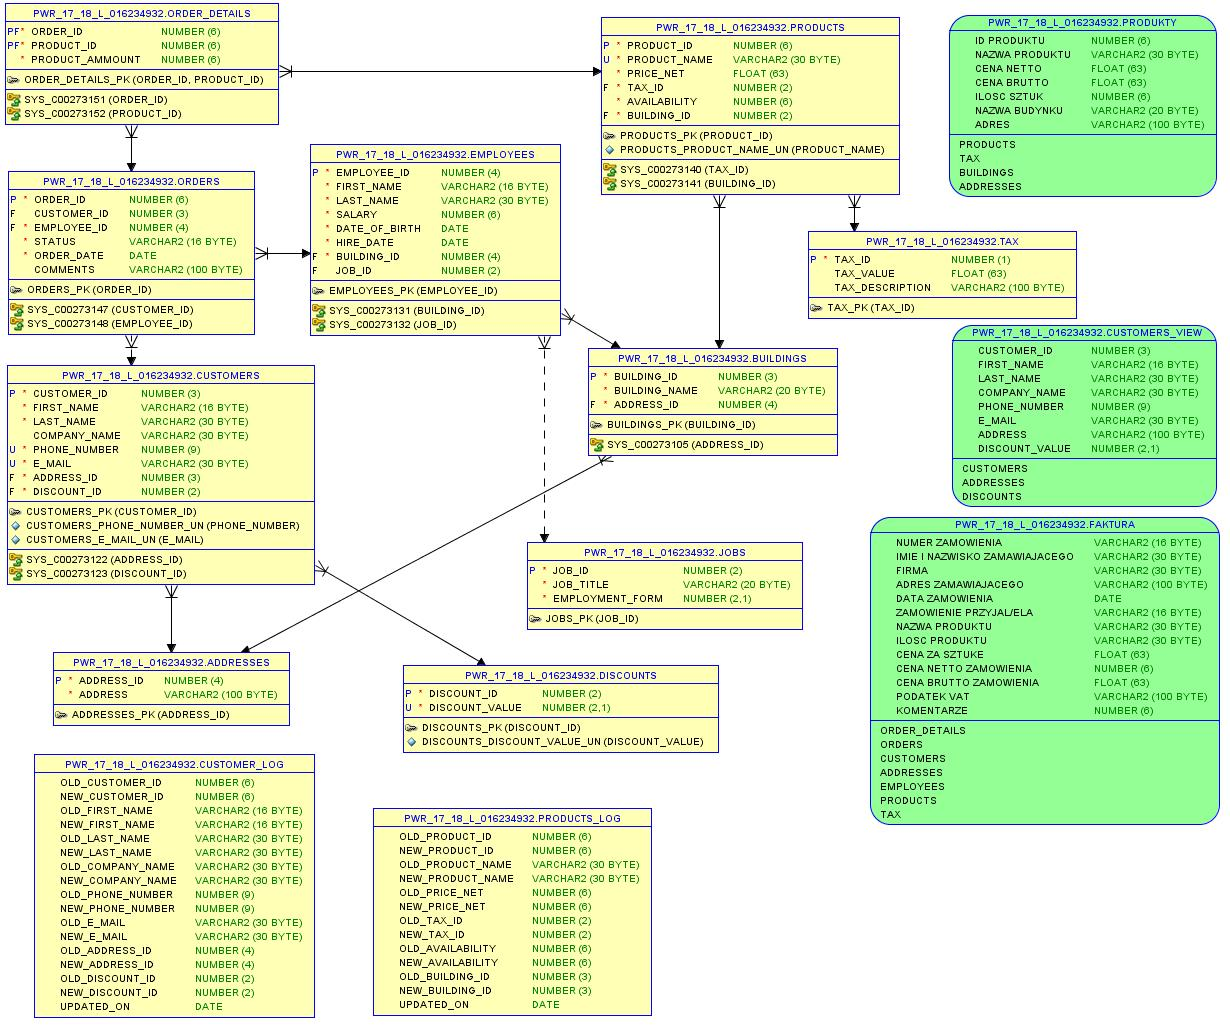 PWR_17_18_L_016234932.ORDER_DETAILS
PF* ORDER_ID NUMBER (6)
PF* PRODUCT_ID NUMBER (6)
* PRODUCT_AMMOUNT NUMBER (6)
ORDER_DETAILS_PK (ORDER_ID, PRODUCT_ID)
SYS_C00273151 (ORDER_ID)
SYS_C00273152 (PRODUCT_ID)
PWR_17_18_L_016234932.PRODUCTS
P * PRODUCT_ID NUMBER (6)
U * PRODUCT_NAME VARCHAR2 (30 BYTE)
* PRICE_NET FLOAT (63)
F * TAX_ID NUMBER (2)
* AVAILABILITY NUMBER (6)
F * BUILDING_ID NUMBER (2)
PRODUCTS_PK (PRODUCT_ID)
PRODUCTS_PRODUCT_NAME_UN (PRODUCT_NAME)
SYS_C00273140 (TAX_ID)
SYS_C00273141 (BUILDING_ID)
PWR_17_18_L_016234932.PRODUKTY
ID PRODUKTU NUMBER (6)
NAZWA PRODUKTU VARCHAR2 (30 BYTE)
CENA NETTO FLOAT (63)
CENA BRUTTO FLOAT (63)
ILOSC SZTUK NUMBER (6)
NAZWA BUDYNKU VARCHAR2 (20 BYTE)
ADRES VARCHAR2 (100 BYTE)
PRODUCTS
TAX
BUILDINGS
ADDRESSES
PWR_17_18_L_016234932.ORDERS
P * ORDER_ID NUMBER (6)
F CUSTOMER_ID NUMBER (3)
F * EMPLOYEE_ID NUMBER (4)
* STATUS VARCHAR2 (16 BYTE)
* ORDER_DATE DATE
COMMENTS VARCHAR2 (100 BYTE)
ORDERS_PK (ORDER_ID)
SYS_C00273147 (CUSTOMER_ID)
SYS_C00273148 (EMPLOYEE_ID)
PWR_17_18_L_016234932.EMPLOYEES
P * EMPLOYEE_ID NUMBER (4)
* FIRST_NAME VARCHAR2 (16 BYTE)
* LAST_NAME VARCHAR2 (30 BYTE)
* SALARY NUMBER (6)
* DATE_OF_BIRTH DATE
* HIRE_DATE DATE
F * BUILDING_ID NUMBER (4)
F JOB_ID NUMBER (2)
EMPLOYEES_PK (EMPLOYEE_ID)
SYS_C00273131 (BUILDING_ID)
SYS_C00273132 (JOB_ID)
PWR_17_18_L_016234932.TAX
P * TAX_ID NUMBER (1)
TAX_VALUE FLOAT (63)
TAX_DESCRIPTION VARCHAR2 (100 BYTE)
TAX_PK (TAX_ID)
PWR_17_18_L_016234932.CUSTOMERS_VIEW
CUSTOMER_ID NUMBER (3)
FIRST_NAME VARCHAR2 (16 BYTE)
LAST_NAME VARCHAR2 (30 BYTE)
COMPANY_NAME VARCHAR2 (30 BYTE)
PHONE_NUMBER NUMBER (9)
E_MAIL VARCHAR2 (30 BYTE)
ADDRESS VARCHAR2 (100 BYTE)
DISCOUNT_VALUE NUMBER (2,1)
CUSTOMERS
ADDRESSES
DISCOUNTS
PWR_17_18_L_016234932.BUILDINGS
P * BUILDING_ID NUMBER (3)
* BUILDING_NAME VARCHAR2 (20 BYTE)
F * ADDRESS_ID NUMBER (4)
BUILDINGS_PK (BUILDING_ID)
SYS_C00273105 (ADDRESS_ID)
PWR_17_18_L_016234932.CUSTOMERS
P * CUSTOMER_ID NUMBER (3)
* FIRST_NAME VARCHAR2 (16 BYTE)
* LAST_NAME VARCHAR2 (30 BYTE)
COMPANY_NAME VARCHAR2 (30 BYTE)
U * PHONE_NUMBER NUMBER (9)
U * E_MAIL VARCHAR2 (30 BYTE)
F * ADDRESS_ID NUMBER (3)
F * DISCOUNT_ID NUMBER (2)
CUSTOMERS_PK (CUSTOMER_ID)
CUSTOMERS_PHONE_NUMBER_UN (PHONE_NUMBER)
CUSTOMERS_E_MAIL_UN (E_MAIL)
SYS_C00273122 (ADDRESS_ID)
SYS_C00273123 (DISCOUNT_ID)
PWR_17_18_L_016234932.FAKTURA
NUMER ZAMOWIENIA VARCHAR2 (16 BYTE)
IMIE I NAZWISKO ZAMAWIAJACEGO VARCHAR2 (30 BYTE)
FIRMA VARCHAR2 (30 BYTE)
ADRES ZAMAWIAJACEGO VARCHAR2 (100 BYTE)
DATA ZAMOWIENIA DATE
ZAMOWIENIE PRZYJAL/ELA VARCHAR2 (16 BYTE)
NAZWA PRODUKTU VARCHAR2 (30 BYTE)
ILOSC PRODUKTU VARCHAR2 (30 BYTE)
CENA ZA SZTUKE FLOAT (63)
CENA NETTO ZAMOWIENIA NUMBER (6)
CENA BRUTTO ZAMOWIENIA FLOAT (63)
PODATEK VAT VARCHAR2 (100 BYTE)
KOMENTARZE NUMBER (6)
ORDER_DETAILS
ORDERS
CUSTOMERS
ADDRESSES
EMPLOYEES
PRODUCTS
TAX
PWR_17_18_L_016234932.JOBS
P * JOB_ID NUMBER (2)
* JOB_TITLE VARCHAR2 (20 BYTE)
* EMPLOYMENT_FORM NUMBER (2,1)
JOBS_PK (JOB_ID)
PWR_17_18_L_016234932.ADDRESSES
P * ADDRESS_ID NUMBER (4)
* ADDRESS VARCHAR2 (100 BYTE)
ADDRESSES_PK (ADDRESS_ID)
PWR_17_18_L_016234932.DISCOUNTS
P * DISCOUNT_ID NUMBER (2)
U * DISCOUNT_VALUE NUMBER (2,1)
DISCOUNTS_PK (DISCOUNT_ID)
DISCOUNTS_DISCOUNT_VALUE_UN (DISCOUNT_VALUE)
PWR_17_18_L_016234932.CUSTOMER_LOG
OLD_CUSTOMER_ID NUMBER (6)
NEW_CUSTOMER_ID NUMBER (6)
OLD_FIRST_NAME VARCHAR2 (16 BYTE)
NEW_FIRST_NAME VARCHAR2 (16 BYTE)
OLD_LAST_NAME VARCHAR2 (30 BYTE)
NEW_LAST_NAME VARCHAR2 (30 BYTE)
OLD_COMPANY_NAME VARCHAR2 (30 BYTE)
NEW_COMPANY_NAME VARCHAR2 (30 BYTE)
OLD_PHONE_NUMBER NUMBER (9)
NEW_PHONE_NUMBER NUMBER (9)
OLD_E_MAIL VARCHAR2 (30 BYTE)
NEW_E_MAIL VARCHAR2 (30 BYTE)
OLD_ADDRESS_ID NUMBER (4)
NEW_ADDRESS_ID NUMBER (4)
OLD_DISCOUNT_ID NUMBER (2)
NEW_DISCOUNT_ID NUMBER (2)
UPDATED_ON DATE
PWR_17_18_L_016234932.PRODUCTS_LOG
OLD_PRODUCT_ID NUMBER (6)
NEW_PRODUCT_ID NUMBER (6)
OLD_PRODUCT_NAME VARCHAR2 (30 BYTE)
NEW_PRODUCT_NAME VARCHAR2 (30 BYTE)
OLD_PRICE_NET NUMBER (6)
NEW_PRICE_NET NUMBER (6)
OLD_TAX_ID NUMBER (2)
NEW_TAX_ID NUMBER (2)
OLD_AVAILABILITY NUMBER (6)
NEW_AVAILABILITY NUMBER (6)
OLD_BUILDING_ID NUMBER (3)
NEW_BUILDING_ID NUMBER (3)
UPDATED_ON DATE